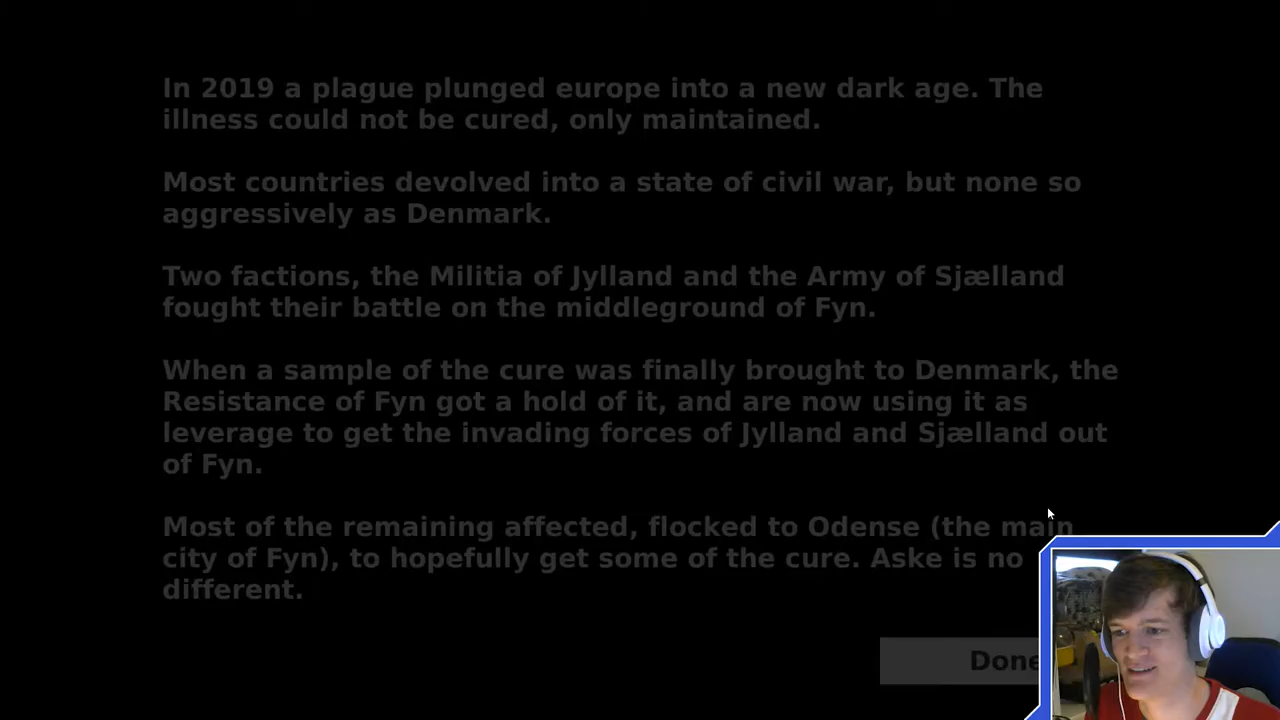 In 2019 a plague plunged europe into a new dark age. The
illness could not be cured, only maintained.
Most countries devolved into a state of civil war, but none so
aggressively as Denmark.
Two factions, the Militia of Jylland and the Army of Sjælland
fought their battle on the middleground of Fyn.
When a sample of the cure was finally brought to Denmark, the
Resistance of Fyn got a hold of it, and are now using it as
leverage to get the invading forces of Jylland and Sjælland out
of Fyn.
Most of the remaining affected, flocked to Odense (the main
city of Fyn), to hopefully get some of the cure. Aske is no
different.
Done